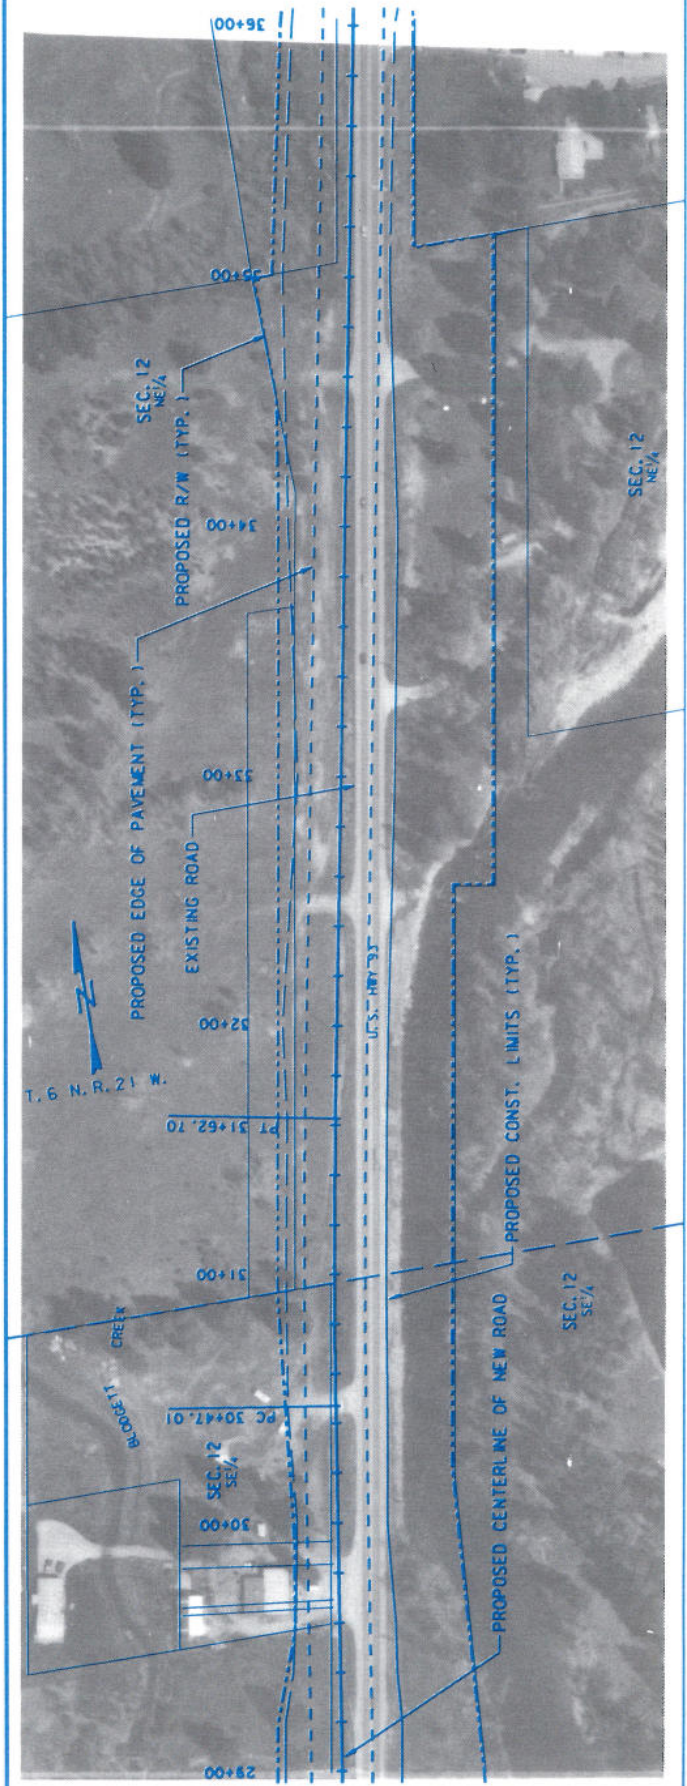 36+00
35+00
SEC. 12
NE¼
PROPOSED R/W (TYP.)
34+00
SEC. 12
NE¼
PROPOSED EDGE OF PAVEMENT (TYP.)
33+00
EXISTING ROAD
U.S. HWY 93
32+00
T. 6 N. R. 21 W.
PT 31+62.70
PROPOSED CONST. LIMITS (TYP.)
31+00
SEC. 12
SE¼
BLODGETT CREEK
PC 30+47.01
SEC. 12
SE¼
30+00
PROPOSED CENTERLINE OF NEW ROAD
29+00